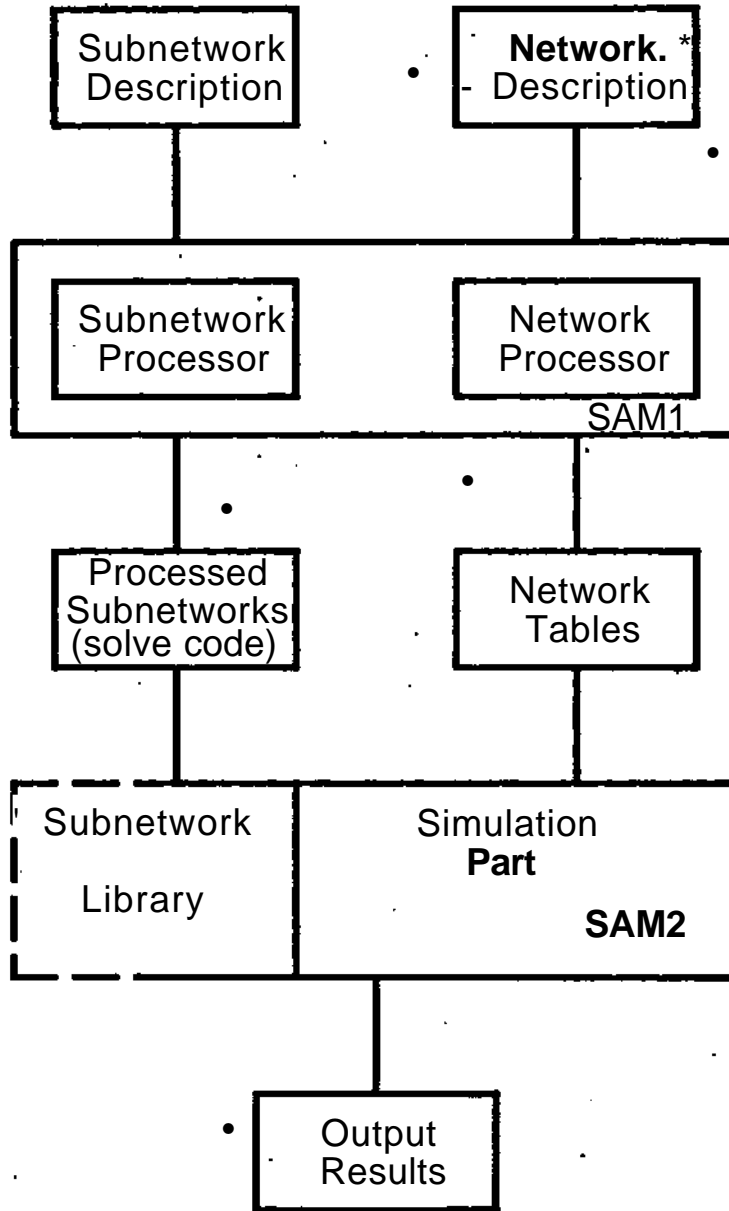 Subnetwork
Description
Network. *
- Description
Subnetwork
Processor
Network
Processor
SAM1
Processed
Subnetworks
(solve code)
Network
Tables
Subnetwork
Library
Simulation
Part
SAM2
Output
Results